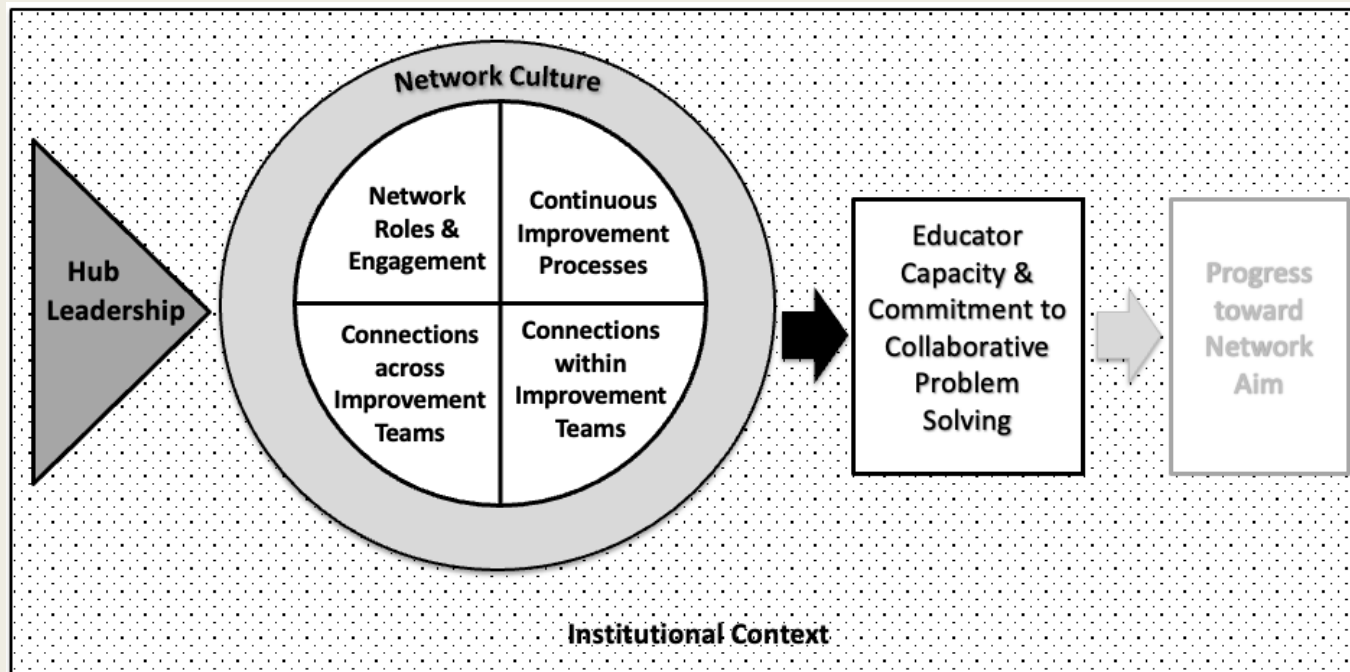 Network Culture
Hub
Leadership
Network
Roles &
Engagement
Continuous
Improvement
Processes
Connections
across
Improvement
Teams
Connections
within
Improvement
Teams
Educator
Capacity &
Commitment to
Collaborative
Problem
Solving
Progress
toward
Network
Aim
Institutional Context